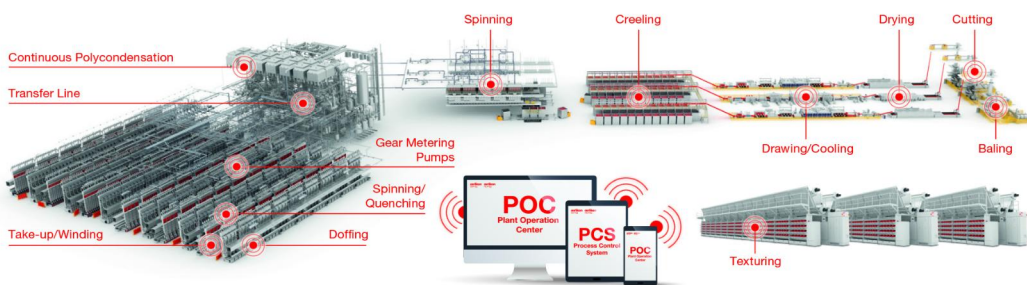 Spinning
Creeling
Drying
Cutting
Continuous Polycondensation
Transfer Line
Gear Metering
Pumps
Drawing/Cooling
Baling
Spinning/
Quenching
Take-up/Winding
Doffing
POC
Plant Operation
Center
PCS
Process Control
System
POC
Plant Operation
Center
Texturing